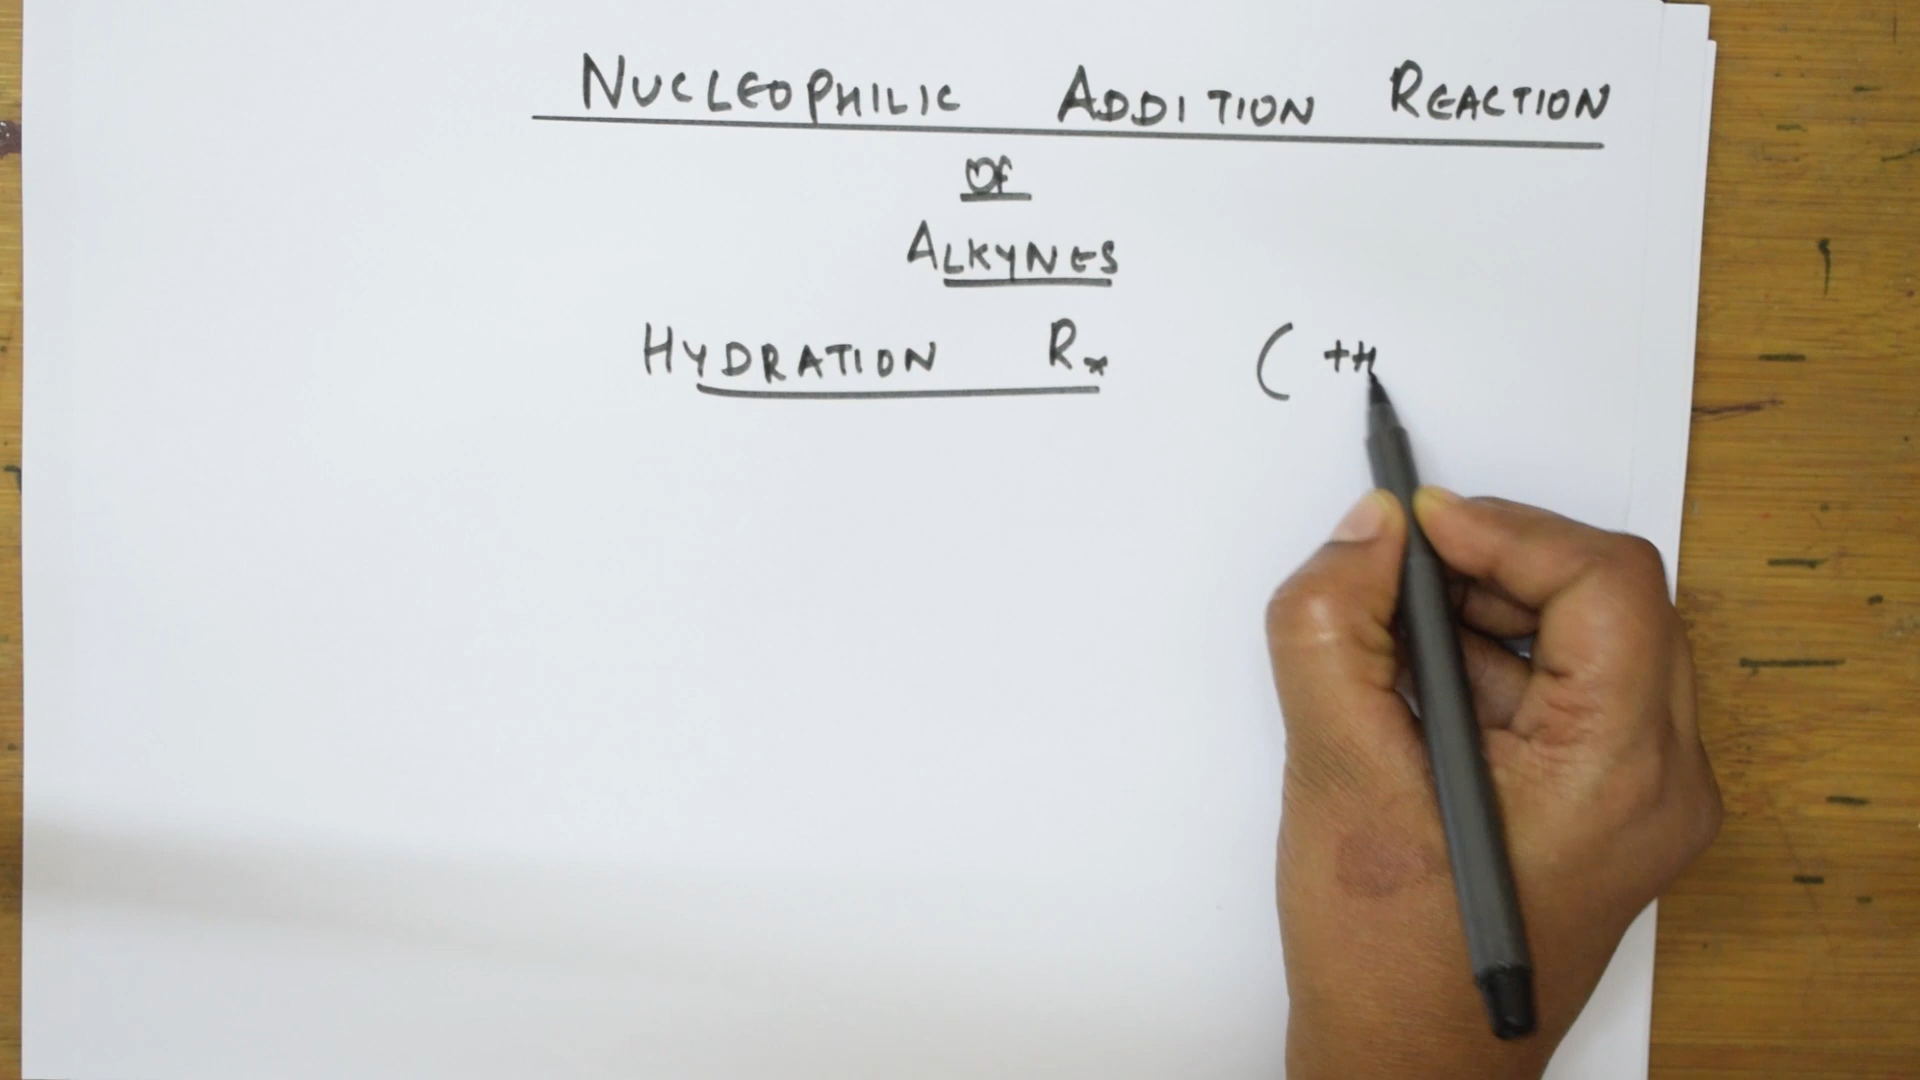 NUCLEOPHILIC ADDITION REACTION
OF
ALKYNES
HYDRATION Rx ( +H